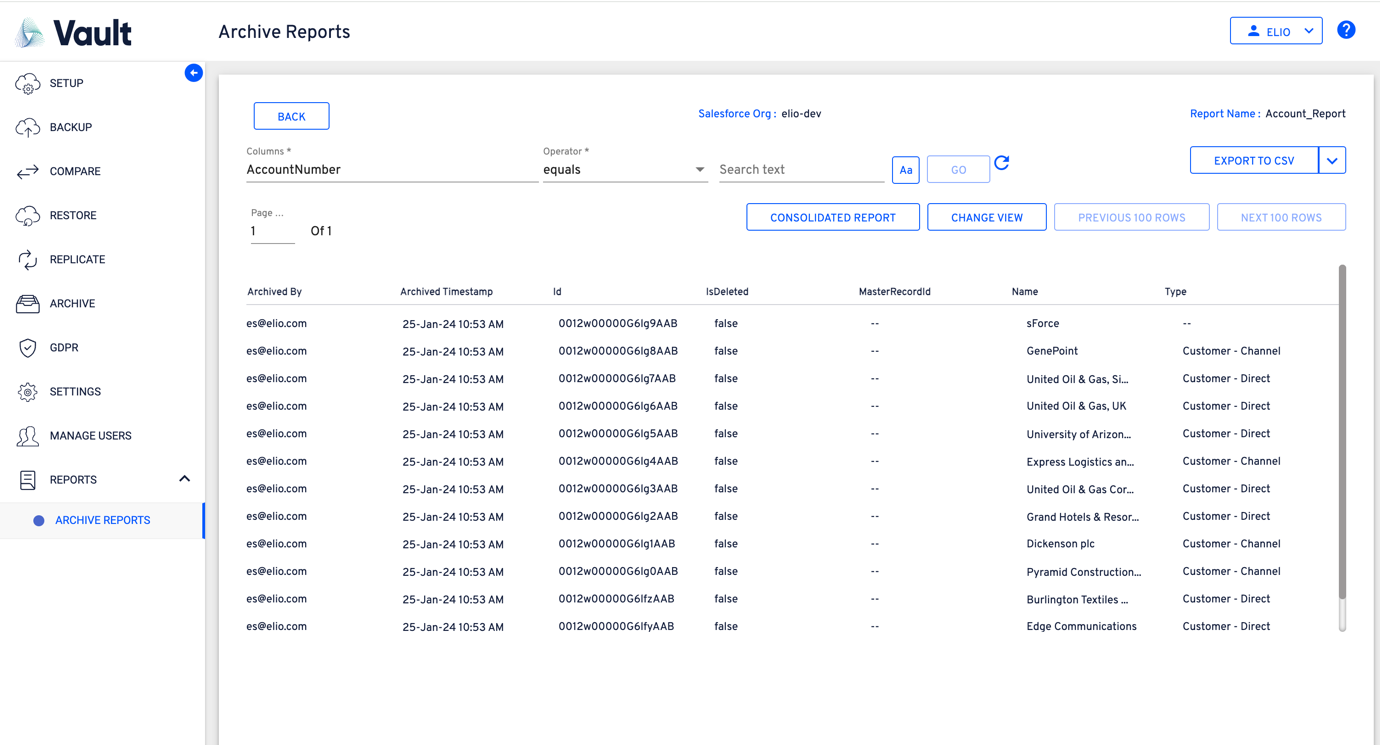 Vault
Archive Reports
ELIO
?
SETUP
BACKUP
COMPARE
RESTORE
REPLICATE
ARCHIVE
GDPR
SETTINGS
MANAGE USERS
REPORTS
ARCHIVE REPORTS
BACK
Salesforce Org : elio-dev
Report Name : Account_Report
Columns *
AccountNumber
Operator *
equals
Search text
Aa
GO
EXPORT TO CSV
Page ...
1 Of 1
CONSOLIDATED REPORT
CHANGE VIEW
PREVIOUS 100 ROWS
NEXT 100 ROWS
Archived By Archived Timestamp Id IsDeleted MasterRecordId Name Type
es@elio.com 25-Jan-24 10:53 AM 0012w00000G6Ig9AAB false -- sForce --
es@elio.com 25-Jan-24 10:53 AM 0012w00000G6Ig8AAB false -- GenePoint Customer - Channel
es@elio.com 25-Jan-24 10:53 AM 0012w00000G6Ig7AAB false -- United Oil & Gas, Si... Customer - Direct
es@elio.com 25-Jan-24 10:53 AM 0012w00000G6Ig6AAB false -- United Oil & Gas, UK Customer - Direct
es@elio.com 25-Jan-24 10:53 AM 0012w00000G6Ig5AAB false -- University of Arizon... Customer - Direct
es@elio.com 25-Jan-24 10:53 AM 0012w00000G6Ig4AAB false -- Express Logistics an... Customer - Channel
es@elio.com 25-Jan-24 10:53 AM 0012w00000G6Ig3AAB false -- United Oil & Gas Cor... Customer - Direct
es@elio.com 25-Jan-24 10:53 AM 0012w00000G6Ig2AAB false -- Grand Hotels & Resor... Customer - Direct
es@elio.com 25-Jan-24 10:53 AM 0012w00000G6Ig1AAB false -- Dickenson plc Customer - Channel
es@elio.com 25-Jan-24 10:53 AM 0012w00000G6Ig0AAB false -- Pyramid Construction... Customer - Channel
es@elio.com 25-Jan-24 10:53 AM 0012w00000G6IfzAAB false -- Burlington Textiles ... Customer - Direct
es@elio.com 25-Jan-24 10:53 AM 0012w00000G6IfyAAB false -- Edge Communications Customer - Direct